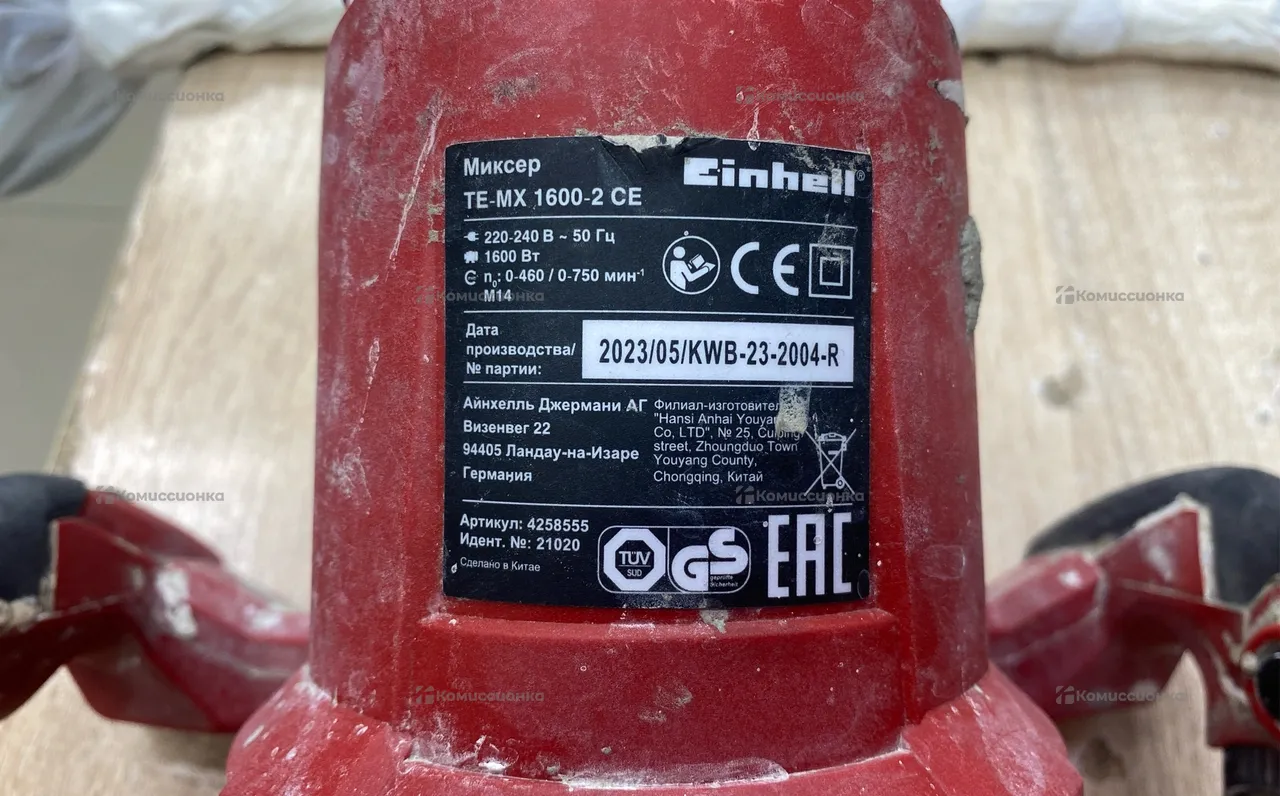 Миксер
Einhell®
TE-MX 1600-2 CE
220-240 В ~ 50 Гц
1600 Вт
n₀: 0-460 / 0-750 мин⁻¹
M14
CE
Дата
производства/
№ партии:
2023/05/KWB-23-2004-R
Айнхелль Джермани АГ
Визенвег 22
94405 Ландау-на-Изаре
Германия
Филиал-изготовитель
"Hansi Anhai Youyang
Co, LTD", № 25,
street, Zhoungduo Town
Youyang County,
Chongqing, Китай
Артикул: 4258555
Идент. №: 21020
Сделано в Китае
TÜV
SÜD
GS
geprüfte
Sicherheit
EAC
Комиссионка
Комиссионка
Комиссионка
Комиссионка
Комиссионка
Комиссионка
Комиссионка
Комиссионка